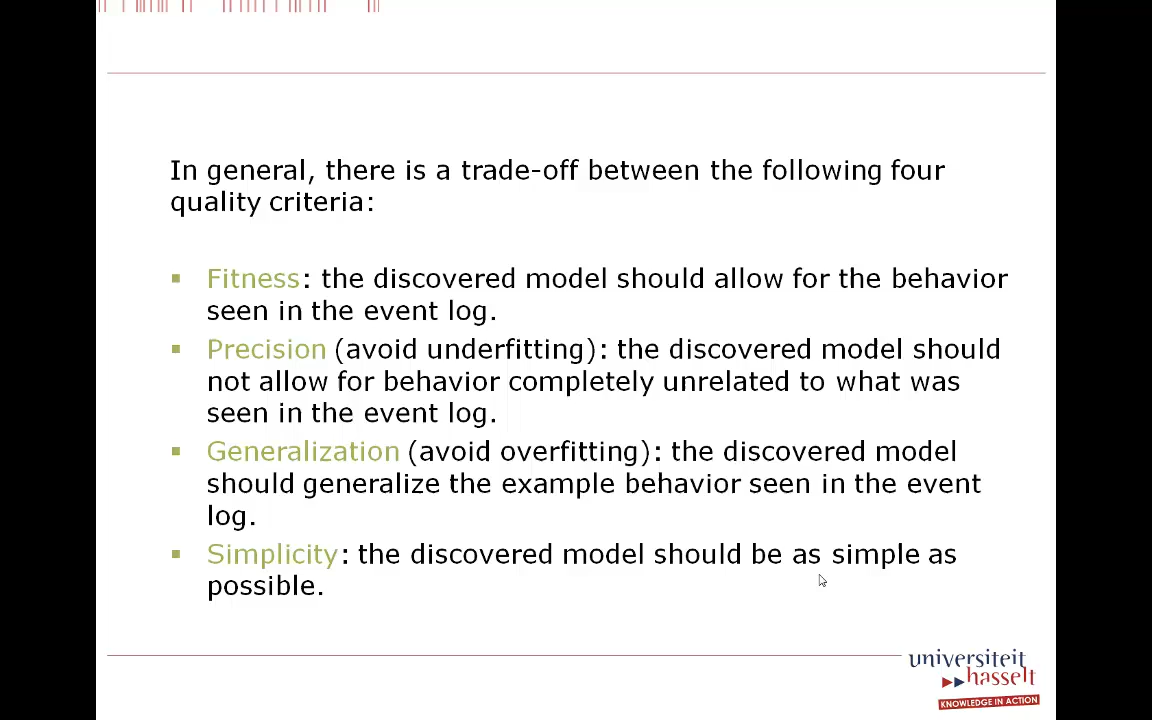 In general, there is a trade-off between the following four
quality criteria:
▪ Fitness: the discovered model should allow for the behavior
seen in the event log.
▪ Precision (avoid underfitting): the discovered model should
not allow for behavior completely unrelated to what was
seen in the event log.
▪ Generalization (avoid overfitting): the discovered model
should generalize the example behavior seen in the event
log.
▪ Simplicity: the discovered model should be as simple as
possible.
universiteit
hasselt
KNOWLEDGE IN ACTION